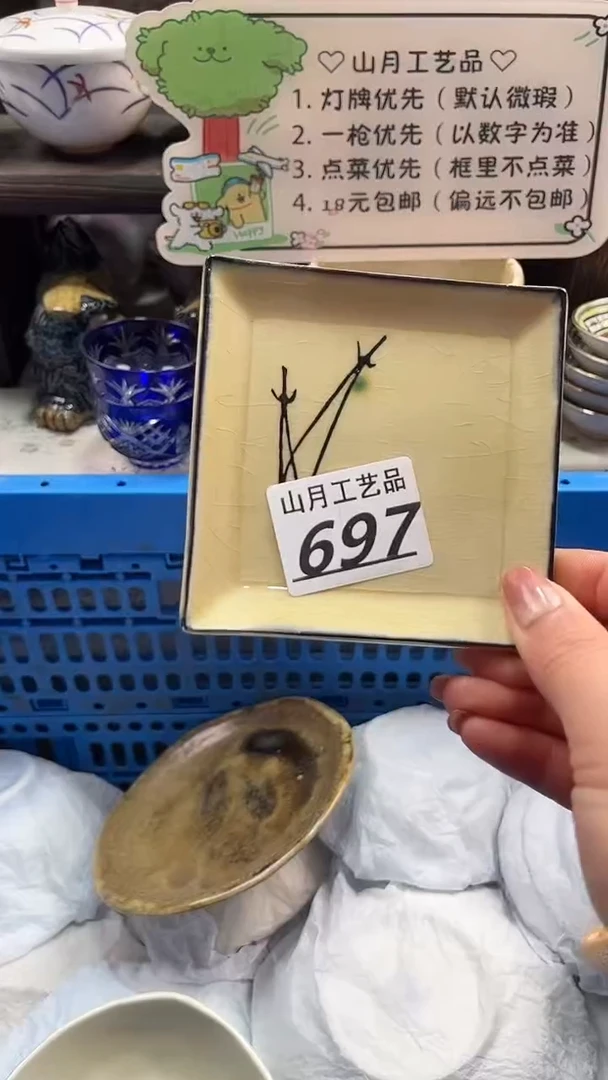 ♡山月工艺品♡
1. 灯牌优先（默认微瑕）
2. 一枪优先（以数字为准）
3. 点菜优先（框里不点菜）
4. 18元包邮（偏远不包邮）
HAPPY
山月工艺品
697